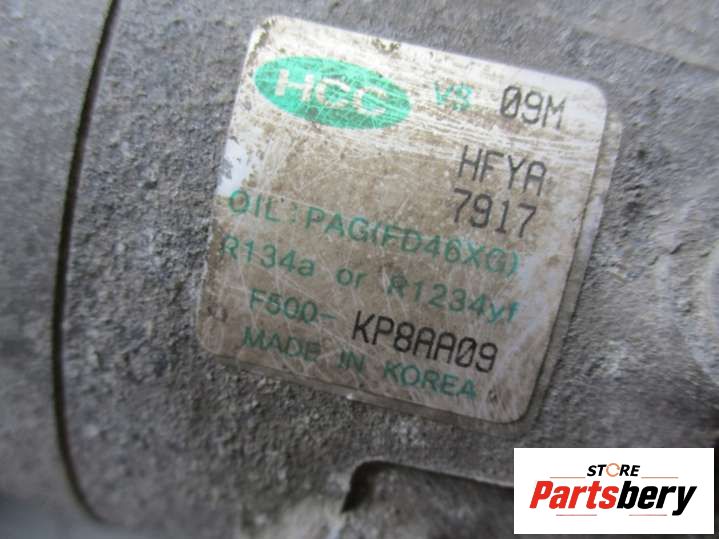 HCC VS 09M
HFYA
7917
OIL : PAG(FD46XG)
R134a or R1234yf
F500- KP8AA09
MADE IN KOREA
STORE
Partsbery